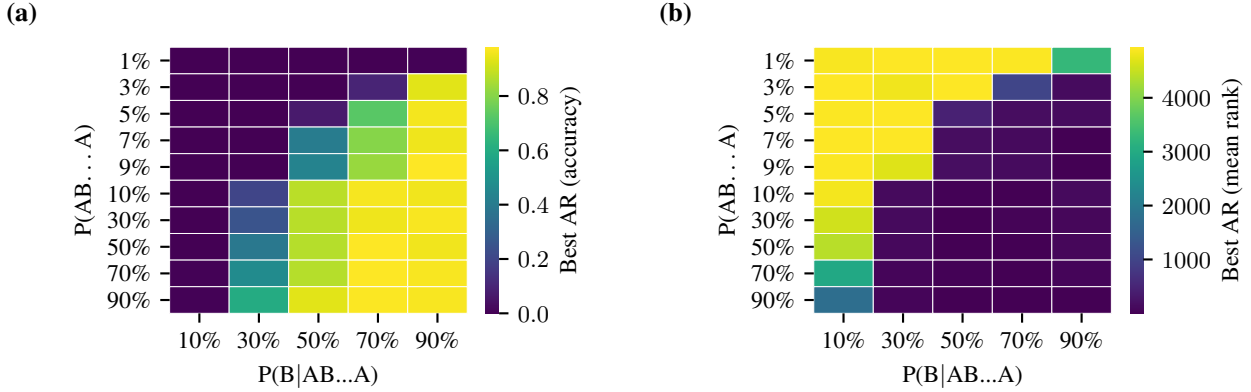 (a)
P(AB...A)
1%
3%
5%
7%
9%
10%
30%
50%
70%
90%
10% 30% 50% 70% 90%
P(B|AB...A)
0.8
0.6
0.4
0.2
0.0
Best AR (accuracy)
(b)
P(AB...A)
1%
3%
5%
7%
9%
10%
30%
50%
70%
90%
10% 30% 50% 70% 90%
P(B|AB...A)
4000
3000
2000
1000
Best AR (mean rank)